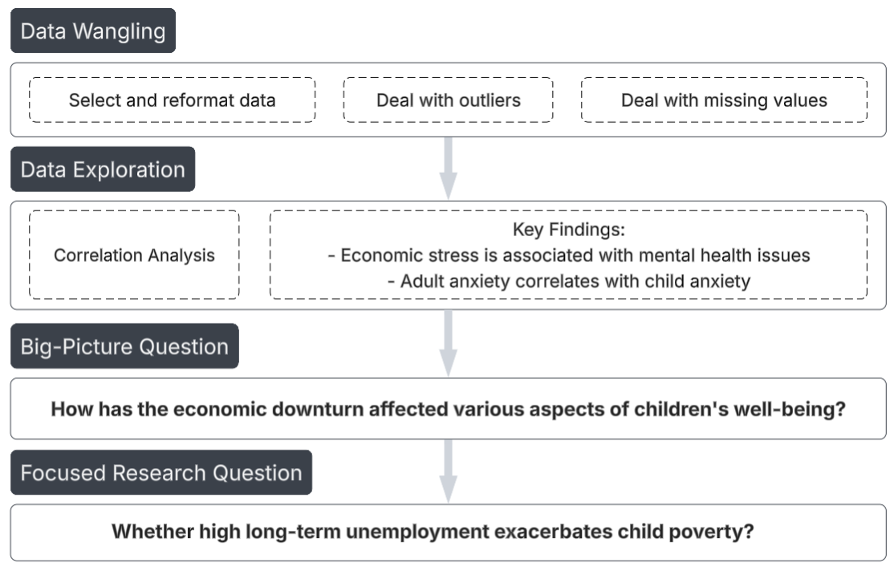 Data Wangling
Select and reformat data
Deal with outliers
Deal with missing values
Data Exploration
Correlation Analysis
Key Findings:
- Economic stress is associated with mental health issues
- Adult anxiety correlates with child anxiety
Big-Picture Question
How has the economic downturn affected various aspects of children's well-being?
Focused Research Question
Whether high long-term unemployment exacerbates child poverty?